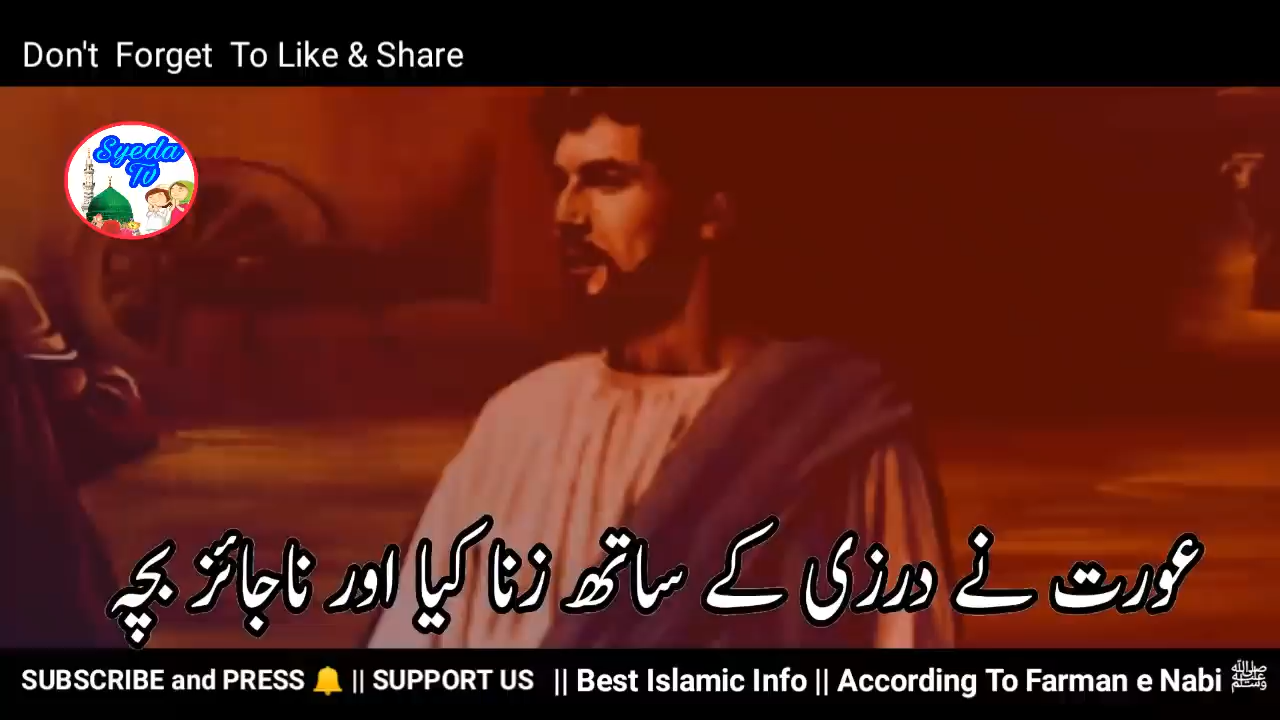 Don't Forget To Like & Share
Syeda
Tv
عورت نے درزی کے ساتھ زنا کیا اور ناجائز بچہ
SUBSCRIBE and PRESS 🔔 || SUPPORT US || Best Islamic Info || According To Farman e Nabi ﷺ